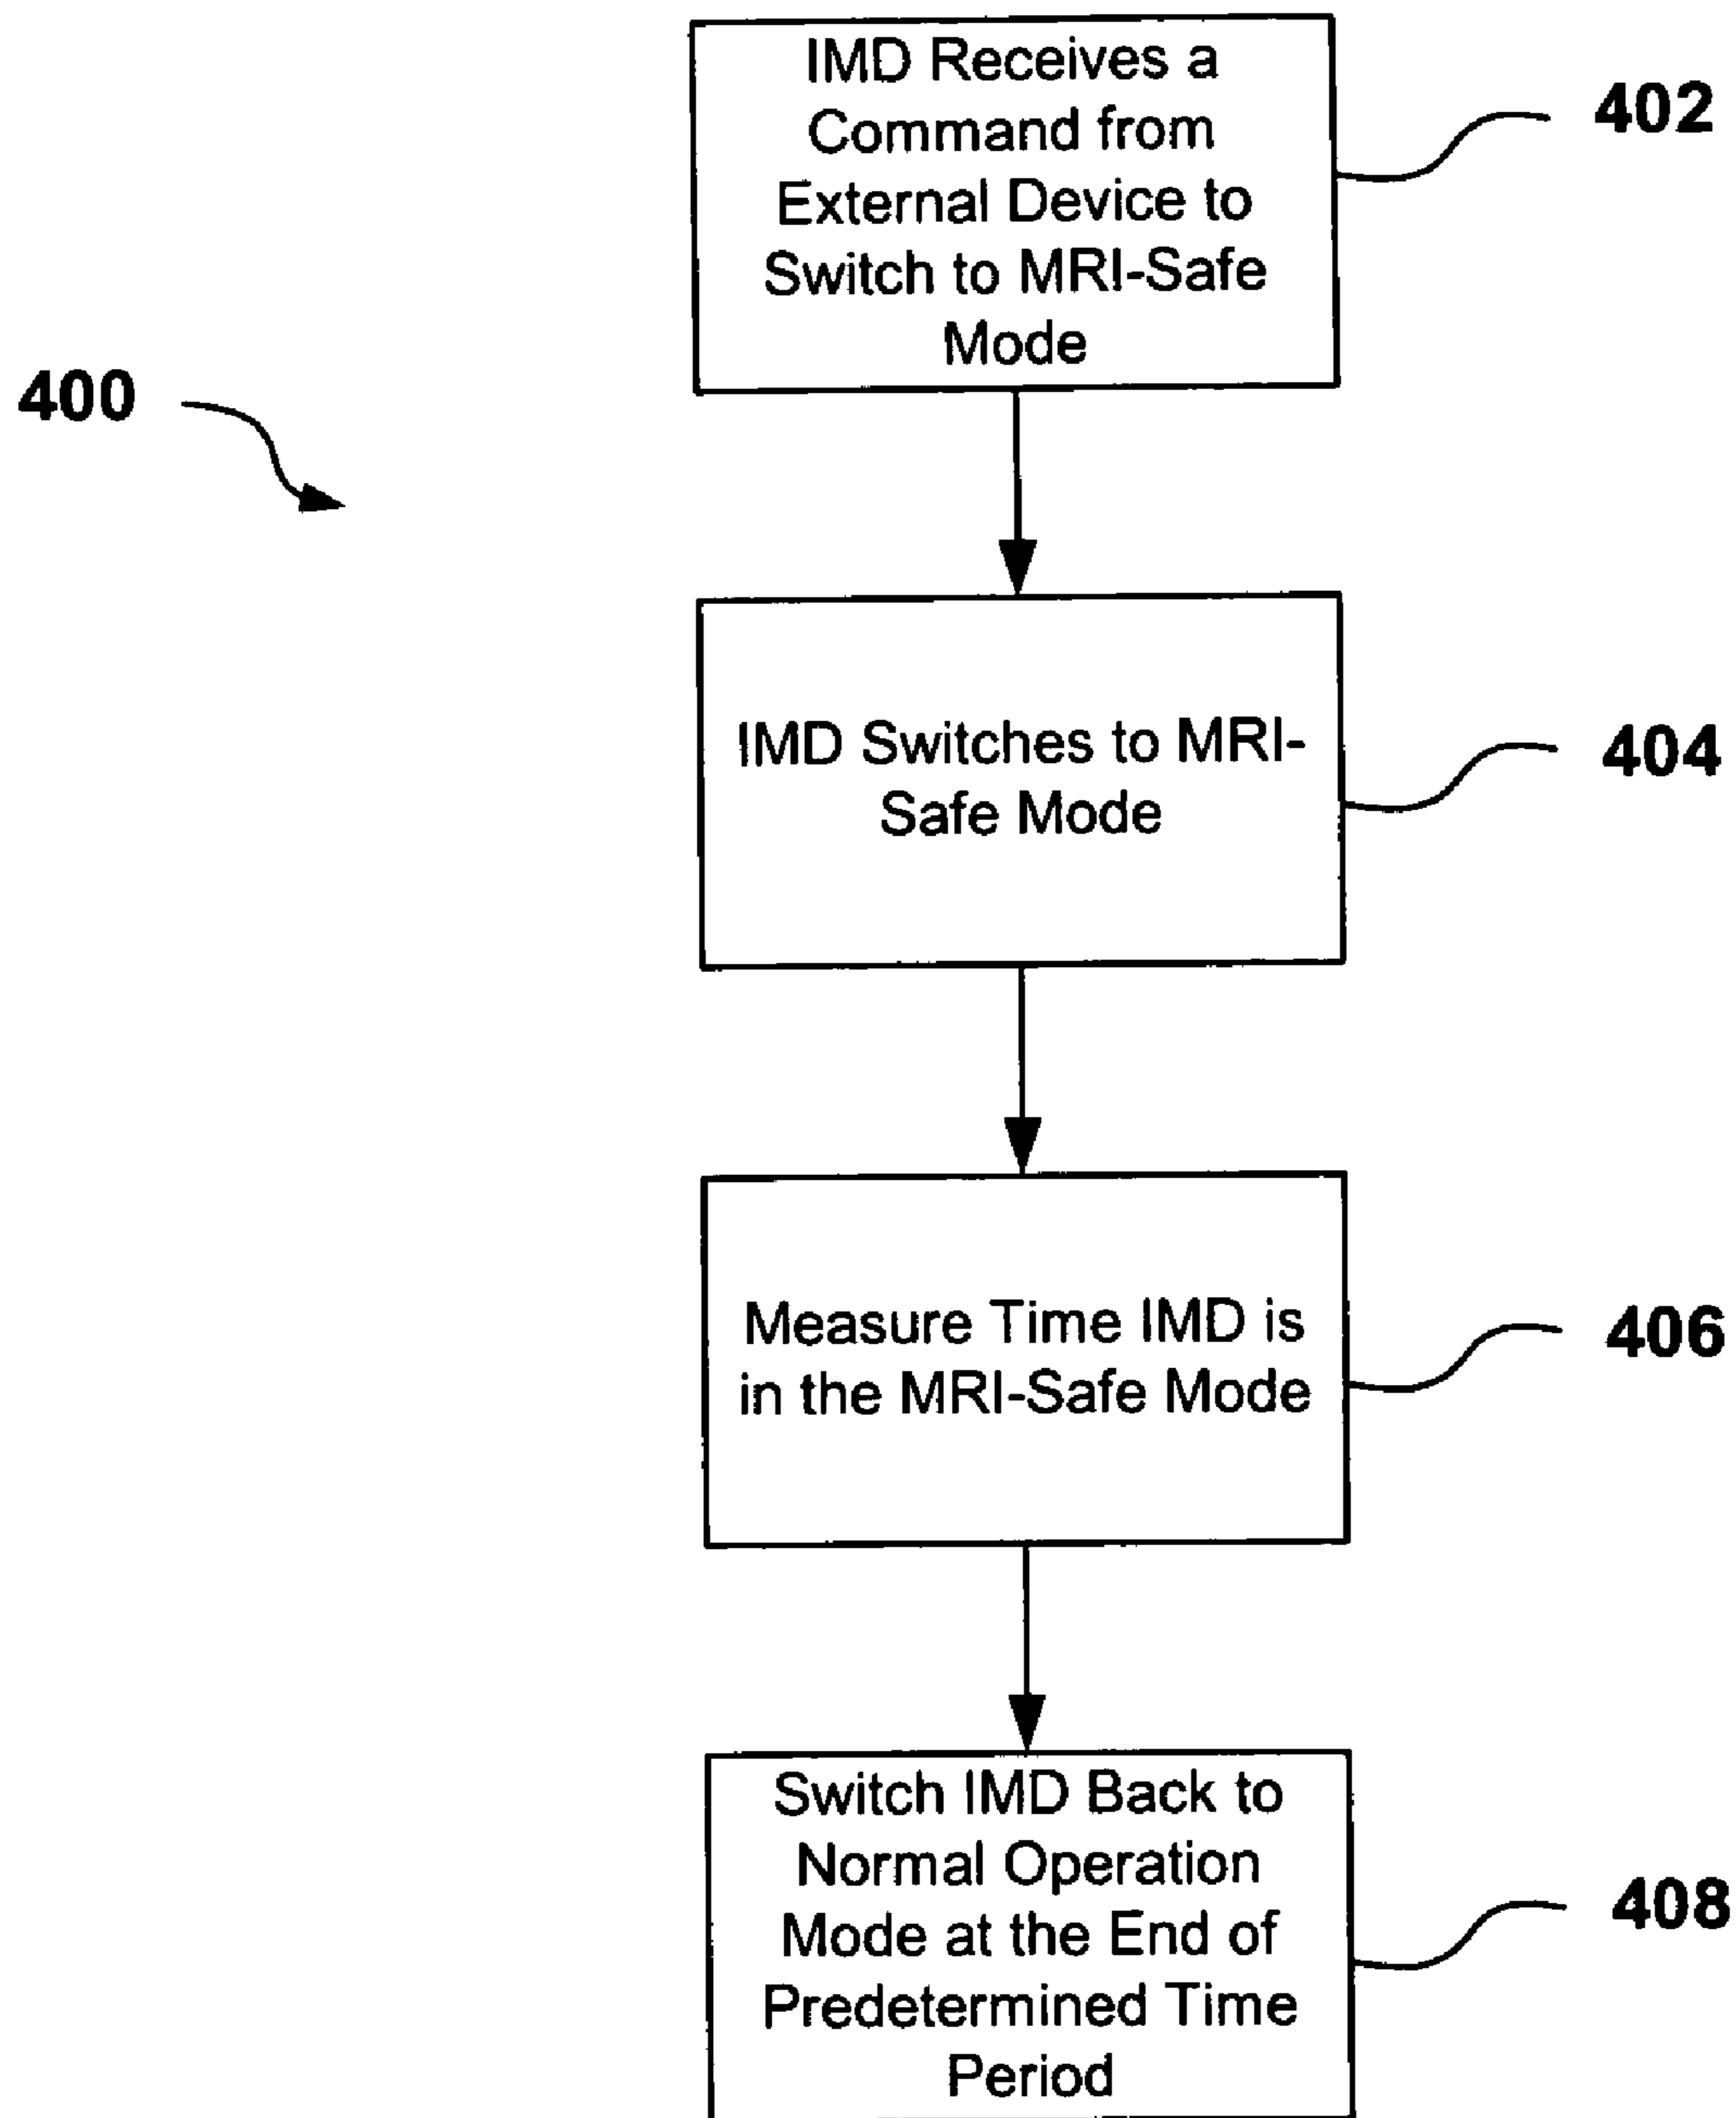 IMD Receives a
Command from
External Device to
Switch to MRI-Safe
Mode
402
400
IMD Switches to MRI-
Safe Mode
404
Measure Time IMD is
in the MRI-Safe Mode
406
Switch IMD Back to
Normal Operation
Mode at the End of
Predetermined Time
Period
408